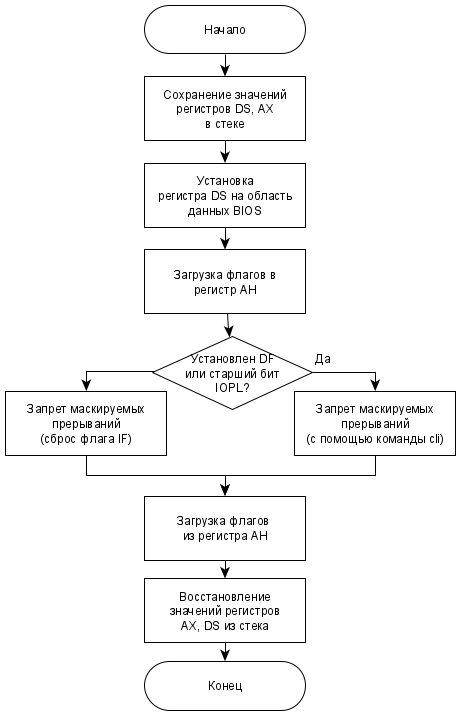 Начало
Сохранение значений
регистров DS, AX
в стеке
Установка
регистра DS на область
данных BIOS
Загрузка флагов в
регистр AH
Установлен DF
или старший бит
IOPL?
Да
Запрет маскируемых
прерываний
(сброс флага IF)
Запрет маскируемых
прерываний
(с помощью команды cli)
Загрузка флагов
из регистра AH
Восстановление
значений регистров
AX, DS из стека
Конец